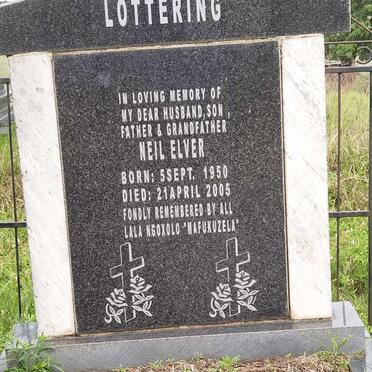 LOTTERING
IN LOVING MEMORY OF
MY DEAR HUSBAND, SON,
FATHER & GRANDFATHER
NEIL ELVER
BORN: 5 SEPT. 1950
DIED: 21 APRIL 2005
FONDLY REMEMBERED BY ALL
LALA NGOXOLO "MAFUKUZELA"